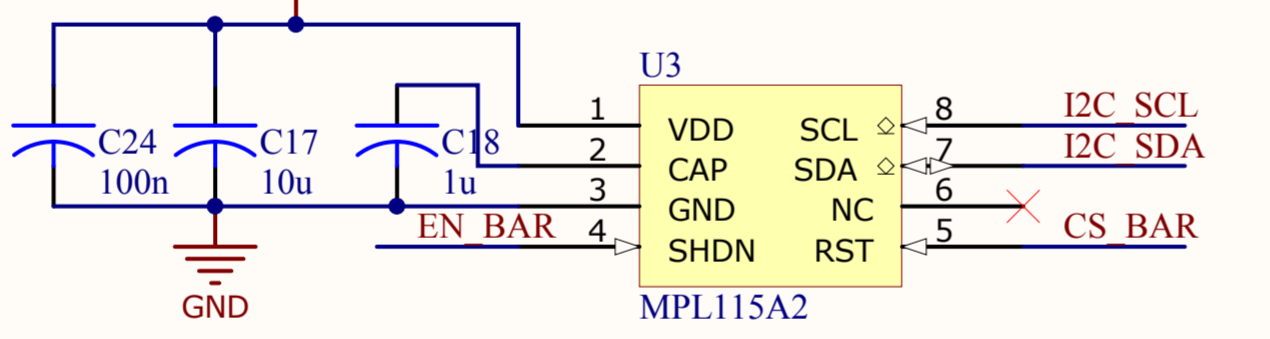 U3
C24
100n
C17
10u
C18
1u
1
2
3
4
VDD
CAP
GND
SHDN
SCL
SDA
NC
RST
8
7
6
5
I2C_SCL
I2C_SDA
CS_BAR
EN_BAR
GND
MPL115A2